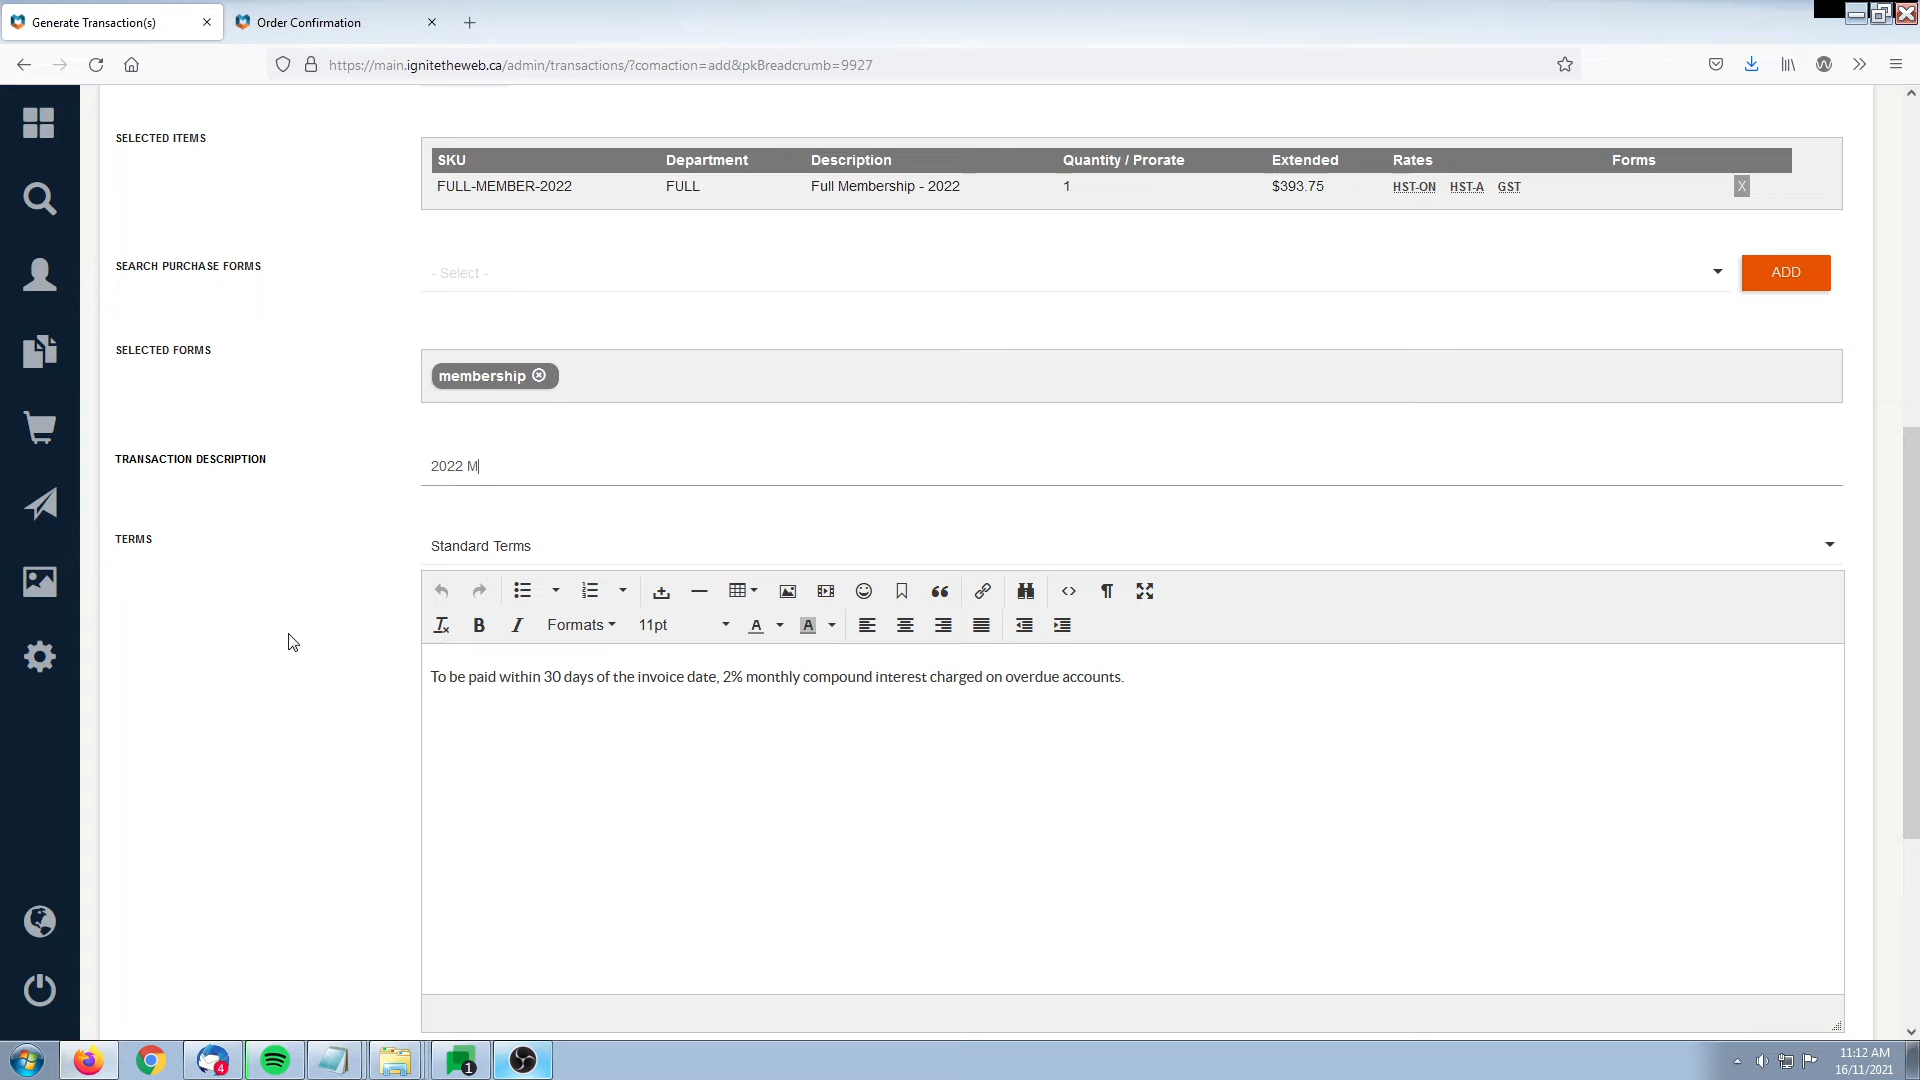 Generate Transaction(s)
Order Confirmation
https://main.ignitetheweb.ca/admin/transactions/?comaction=add&pkBreadcrumb=9927
SELECTED ITEMS
SKU Department Description Quantity / Prorate Extended Rates Forms
FULL-MEMBER-2022 FULL Full Membership - 2022 1 $393.75 HST-ON HST-A GST X
SEARCH PURCHASE FORMS
- Select -
ADD
SELECTED FORMS
membership
TRANSACTION DESCRIPTION
2022 M
TERMS
Standard Terms
Formats
11pt
To be paid within 30 days of the invoice date, 2% monthly compound interest charged on overdue accounts.
4
1
11:12 AM
16/11/2021